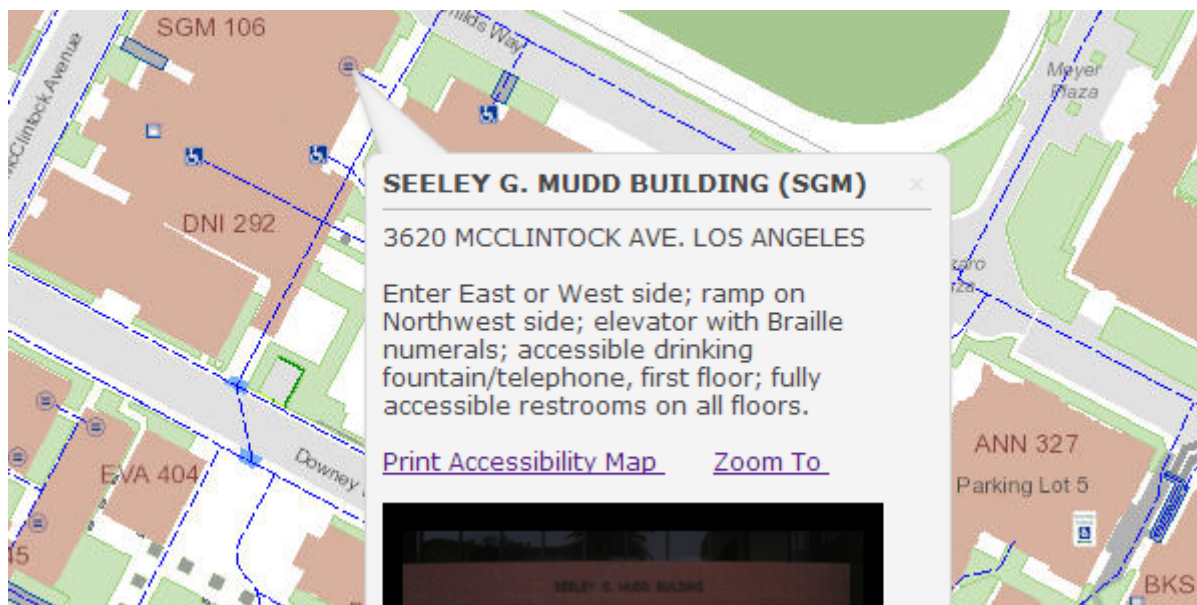 SGM 106
Childs Way
McClintock Avenue
Meyer
Plaza
SEELEY G. MUDD BUILDING (SGM)
×
DNI 292
3620 MCCLINTOCK AVE. LOS ANGELES
Enter East or West side; ramp on
Northwest side; elevator with Braille
numerals; accessible drinking
fountain/telephone, first floor; fully
accessible restrooms on all floors.
EVA 404
Downey
Print Accessibility Map
Zoom To
ANN 327
Parking Lot 5
SEELEY G. MUDD BUILDING
BKS